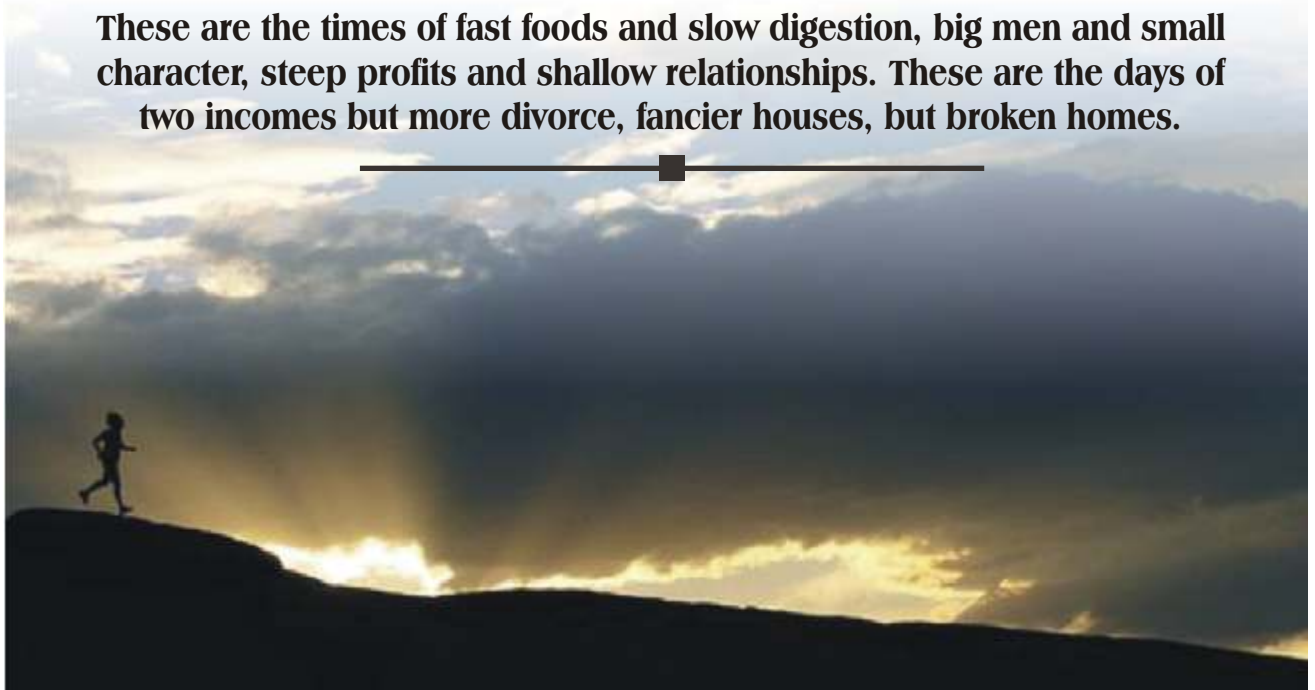 These are the times of fast foods and slow digestion, big men and small
character, steep profits and shallow relationships. These are the days of
two incomes but more divorce, fancier houses, but broken homes.